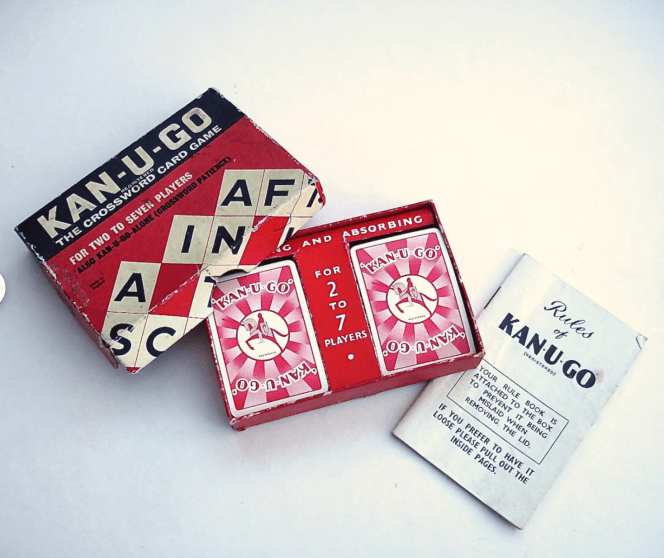 KAN-U-GO
REGISTERED
THE CROSSWORD CARD GAME
FOR TWO TO SEVEN PLAYERS
ALSO KAN-U-GO-ALONE (CROSSWORD PATIENCE)
A F
I N
A
S C
AND ABSORBING
FOR
2
TO
7
PLAYERS
'KAN-U-GO'
'KAN-U-GO'
'KAN-U-GO'
'KAN-U-GO'
Rules
of
KAN-U-GO
(REGISTERED)
YOUR RULE BOOK IS
ATTACHED TO THE BOX
TO PREVENT IT BEING
MISLAID WHEN
REMOVING THE LID.
IF YOU PREFER TO HAVE IT
LOOSE PLEASE PULL OUT THE
INSIDE PAGES.